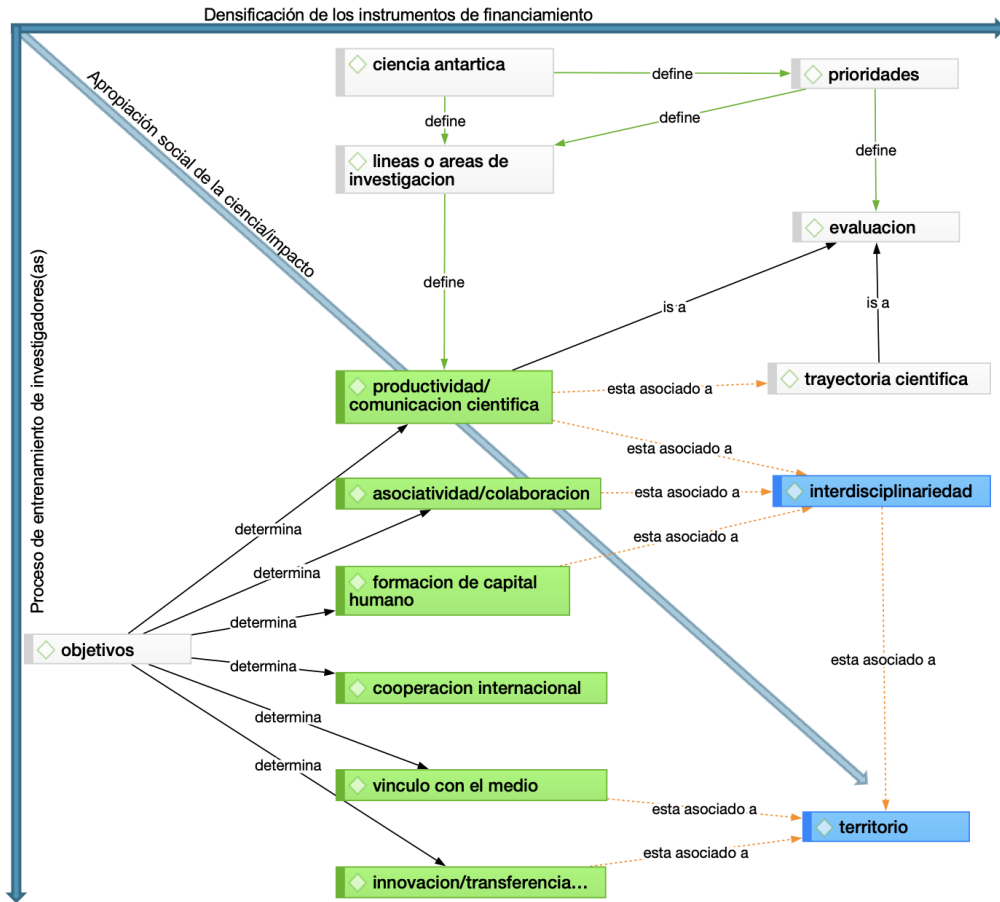 Densificación de los instrumentos de financiamiento
Apropiación social de la ciencia/impacto
Proceso de entrenamiento de investigadores(as)
ciencia antartica
define
prioridades
define
define
define
lineas o areas de
investigacion
evaluacion
define
is a
is a
productividad/
comunicacion cientifica
esta asociado a
trayectoria cientifica
esta asociado a
asociatividad/colaboracion
esta asociado a
interdisciplinariedad
determina
esta asociado a
determina
formacion de capital
humano
determina
objetivos
determina
esta asociado a
cooperacion internacional
determina
determina
vinculo con el medio
esta asociado a
territorio
esta asociado a
innovacion/transferencia...